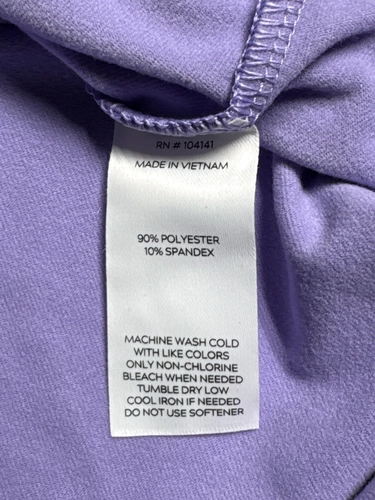 RN # 104141
MADE IN VIETNAM
90% POLYESTER
10% SPANDEX
MACHINE WASH COLD
WITH LIKE COLORS
ONLY NON-CHLORINE
BLEACH WHEN NEEDED
TUMBLE DRY LOW
COOL IRON IF NEEDED
DO NOT USE SOFTENER